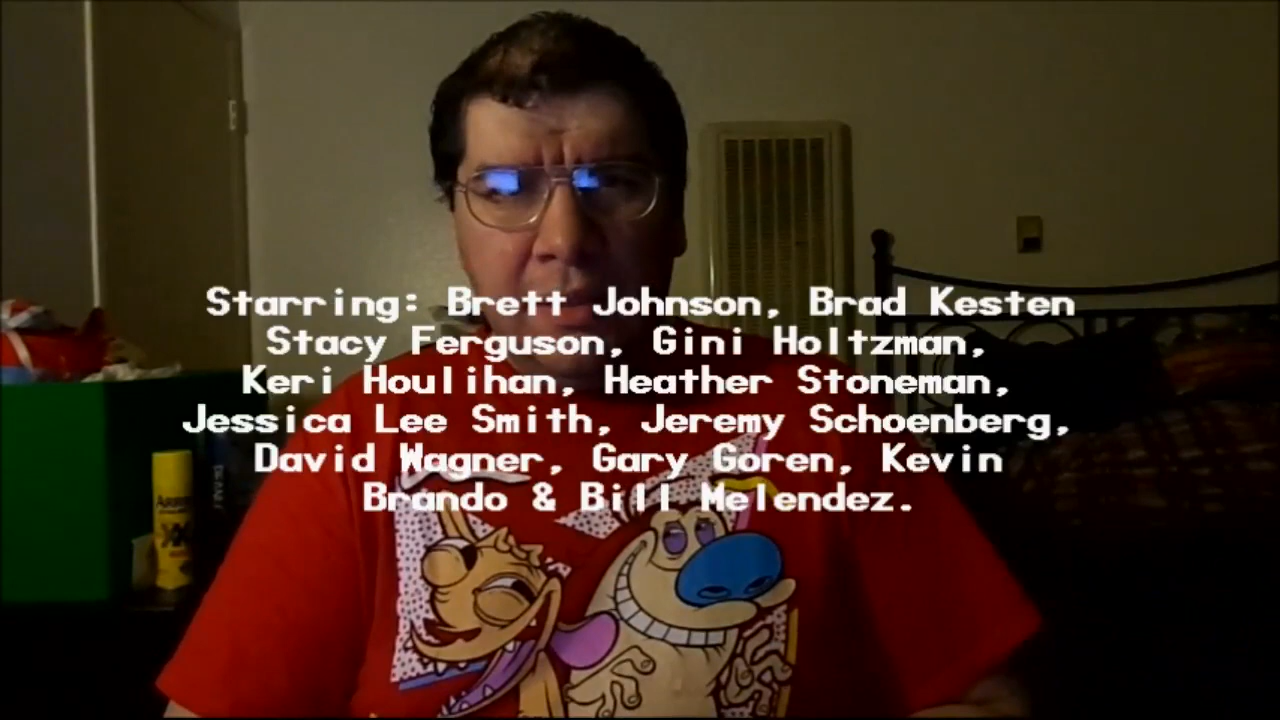 Starring: Brett Johnson, Brad Kesten
Stacy Ferguson, Gini Holtzman,
Keri Houlihan, Heather Stoneman,
Jessica Lee Smith, Jeremy Schoenberg,
David Wagner, Gary Goren, Kevin
Brando & Bill Melendez.